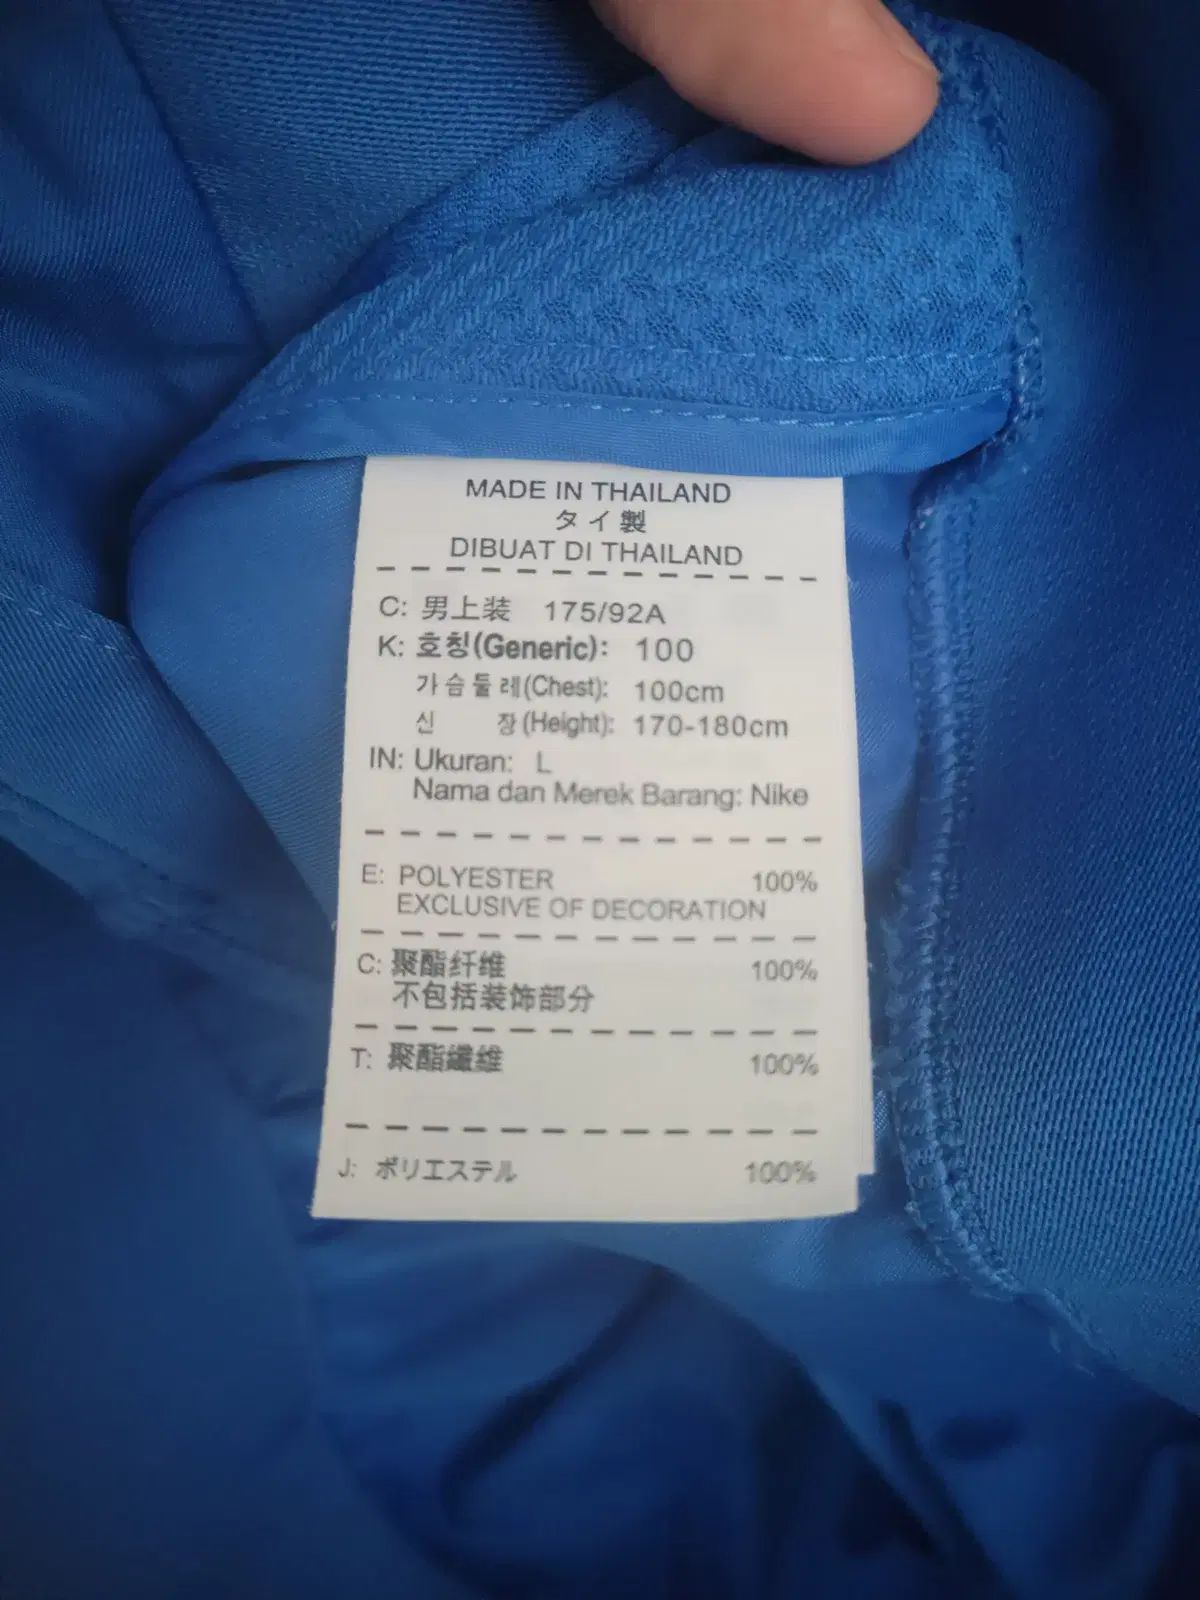 MADE IN THAILAND
タイ製
DIBUAT DI THAILAND
C: 男上装 175/92A
K: 호칭(Generic): 100
가슴둘레(Chest): 100cm
신 장(Height): 170-180cm
IN: Ukuran: L
Nama dan Merek Barang: Nike
E: POLYESTER 100%
EXCLUSIVE OF DECORATION
C: 聚酯纤维 100%
不包括装饰部分
T: 聚酯纖維 100%
J: ポリエステル 100%